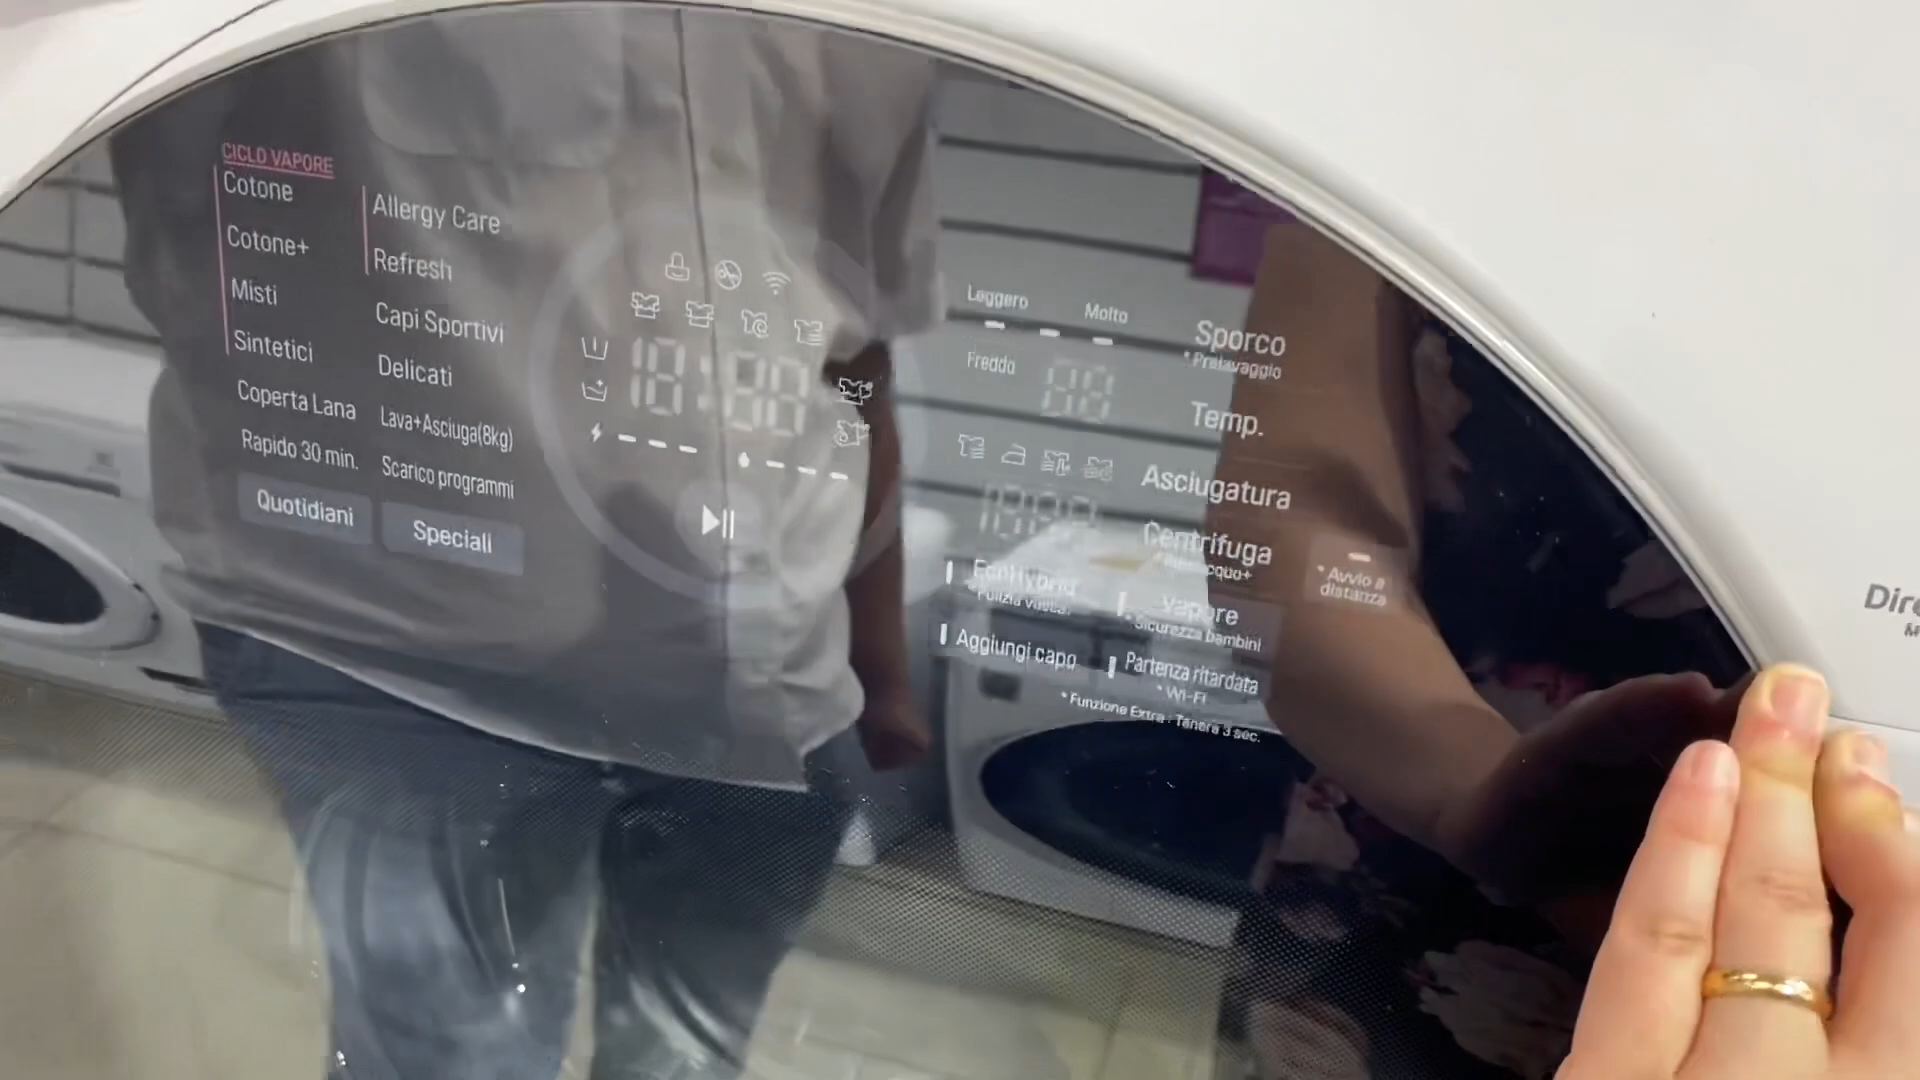 CICLO VAPORE
Cotone
Cotone+
Misti
Sintetici
Coperta Lana
Rapido 30 min.
Quotidiani
Allergy Care
Refresh
Capi Sportivi
Delicati
Lava+Asciuga(8kg)
Scarico programmi
Speciali
Leggero Molto
Freddo
Sporco
* Prelavaggio
Temp.
Asciugatura
Centrifuga
EcoHybrid
Vapore
* Sicurezza bambini
Aggiungi capo
Partenza ritardata
* Wi-Fi
* Funzione Extra : Tenere 3 sec.
* Avvio a
distanza